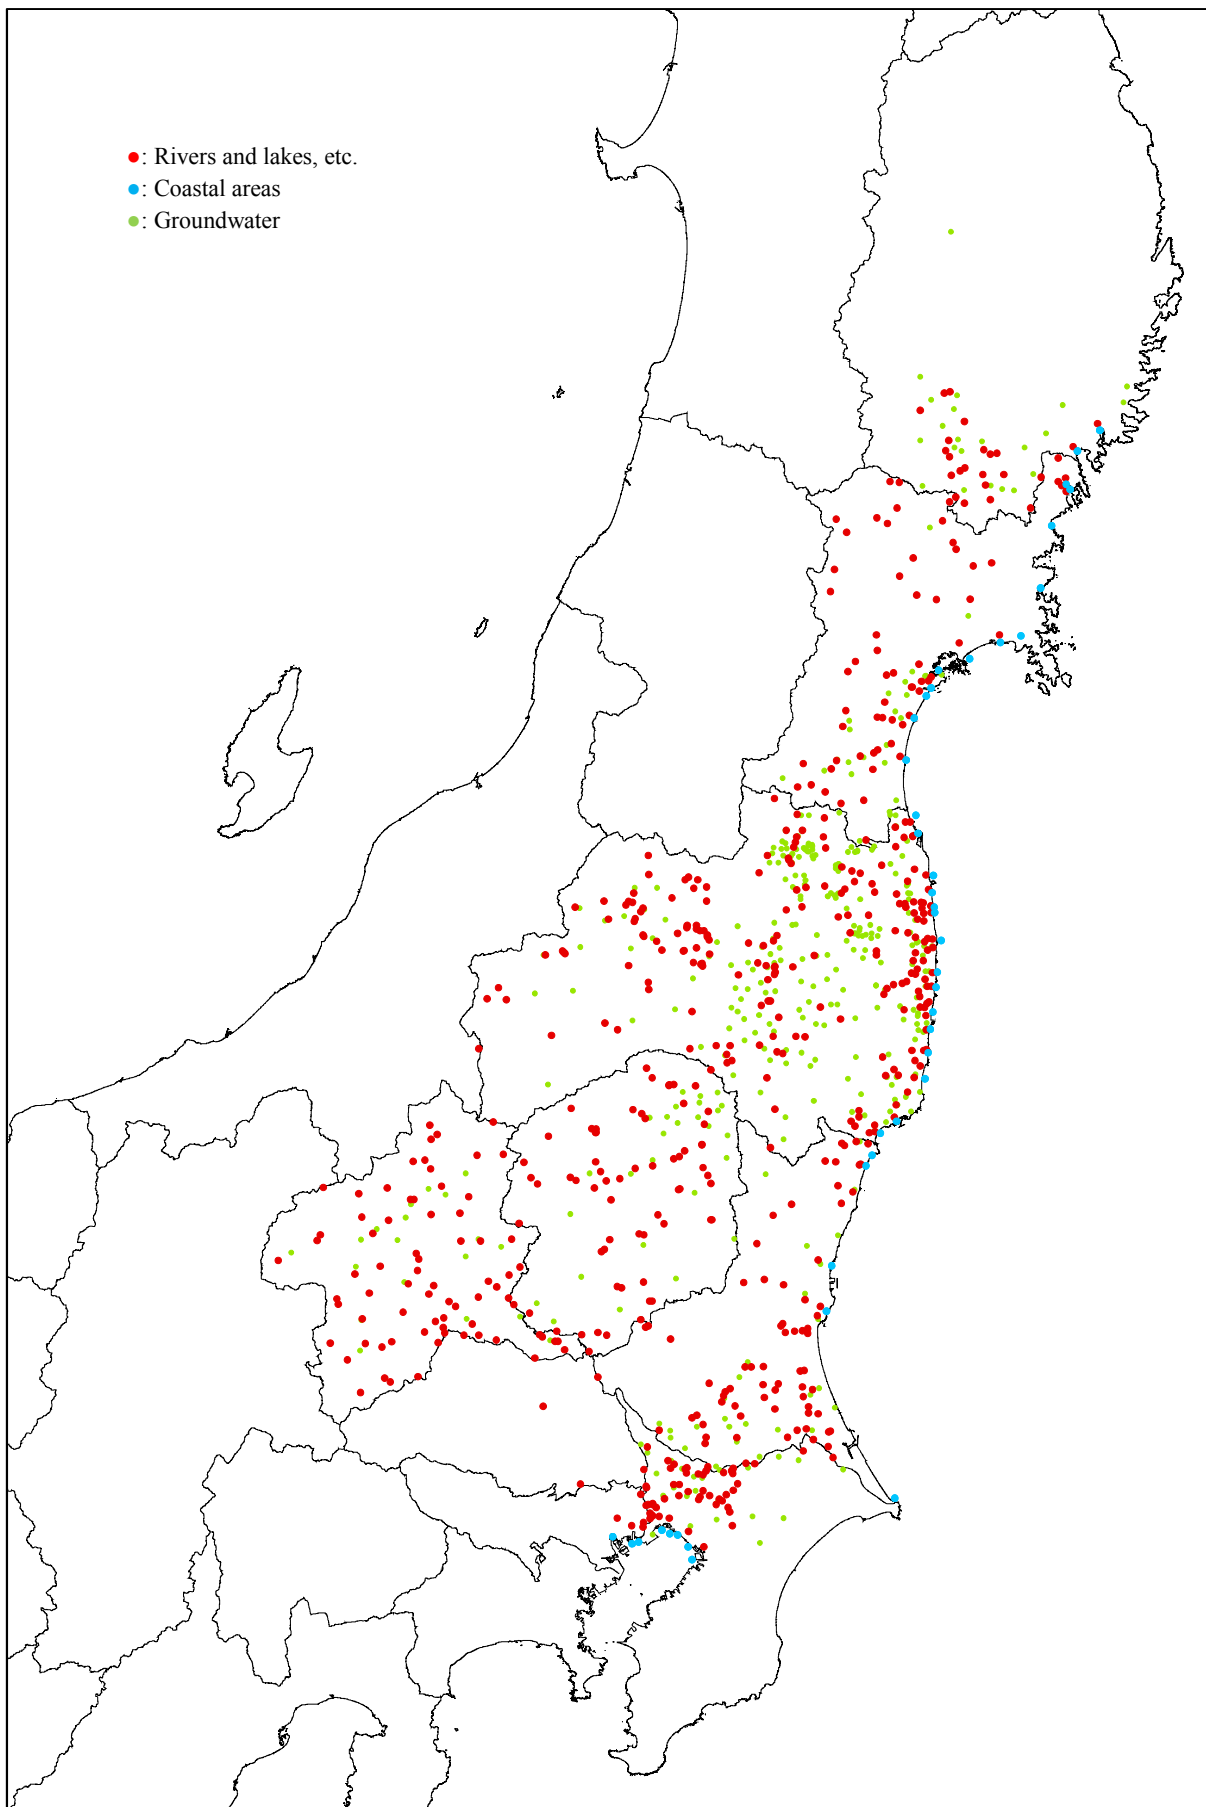 ●: Rivers and lakes, etc.
●: Coastal areas
●: Groundwater